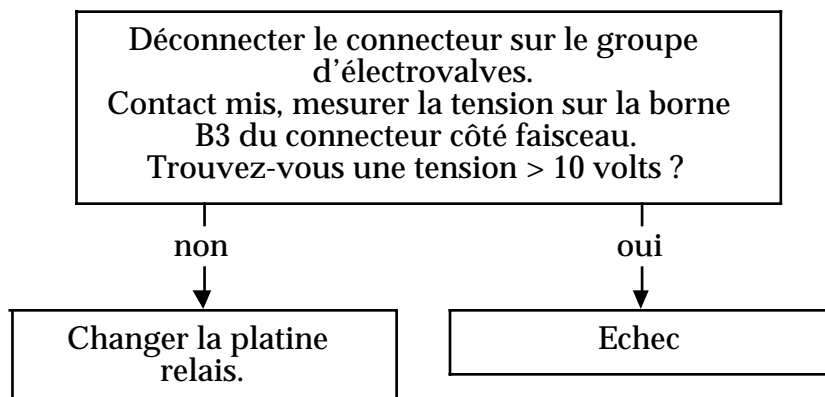 Déconnecter le connecteur sur le groupe
d'électrovalves.
Contact mis, mesurer la tension sur la borne
B3 du connecteur côté faisceau.
Trouvez-vous une tension > 10 volts ?
non
oui
Changer la platine
relais.
Echec